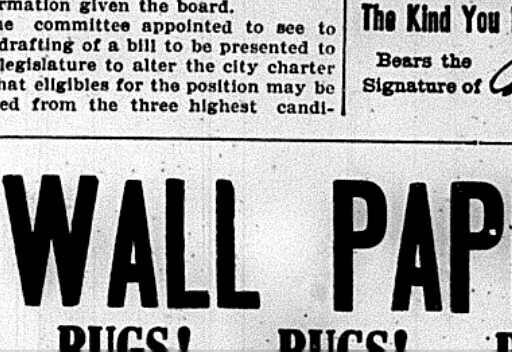 rmation given the board.
committee appointed to see to
drafting of a bill to be presented to
legislature to alter the city charter
hat eligibles for the position may be
ed from the three highest candi-
The Kind You
Bears the
Signature of
WALL PAP
RUGS! RUGS!